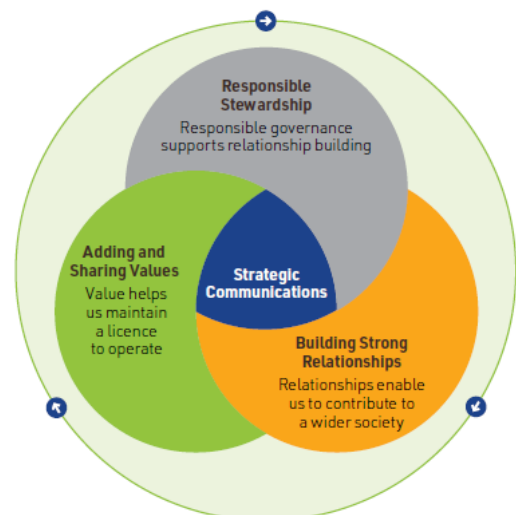 Responsible
Stewardship
Responsible governance
supports relationship building
Adding and
Sharing Values
Value helps
us maintain
a licence
to operate
Strategic
Communications
Building Strong
Relationships
Relationships enable
us to contribute to
a wider society